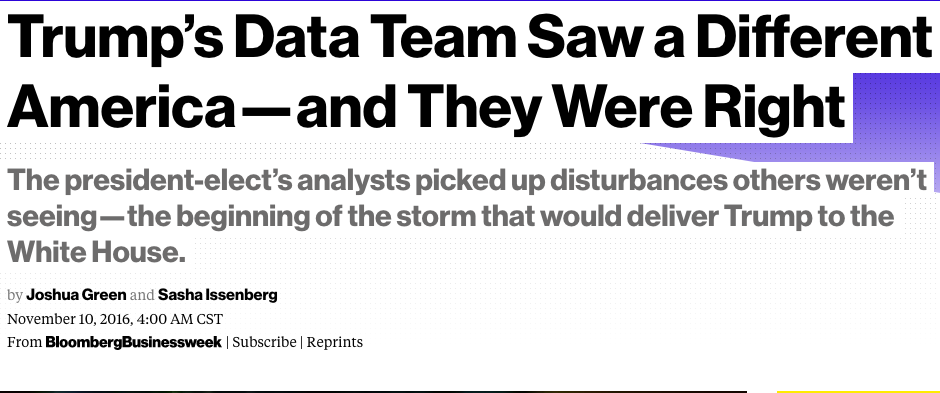 Trump’s Data Team Saw a Different
America—and They Were Right
The president-elect’s analysts picked up disturbances others weren’t
seeing—the beginning of the storm that would deliver Trump to the
White House.
by Joshua Green and Sasha Issenberg
November 10, 2016, 4:00 AM CST
From BloombergBusinessweek | Subscribe | Reprints